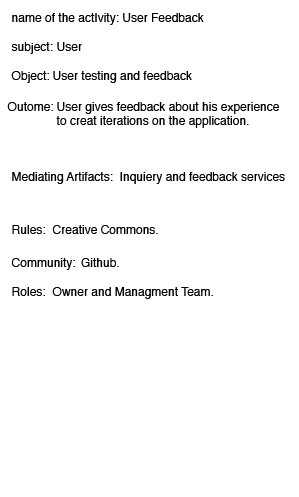 name of the actIvity: User Feedback
subject: User
Object: User testing and feedback
Outome: User gives feedback about his experience
to creat iterations on the application.
Mediating Artifacts: Inquiery and feedback services
Rules: Creative Commons.
Community: Github.
Roles: Owner and Managment Team.